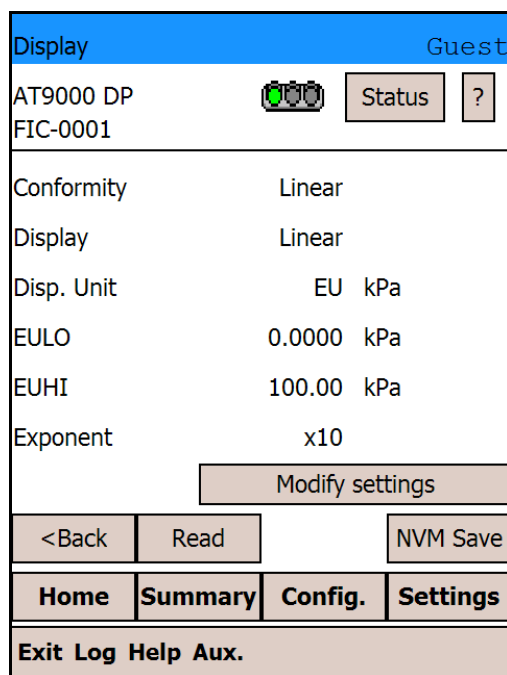 Display Guest
AT9000 DP Status ?
FIC-0001
Conformity Linear
Display Linear
Disp. Unit EU kPa
EULO 0.0000 kPa
EUHI 100.00 kPa
Exponent x10
Modify settings
<Back Read NVM Save
Home Summary Config. Settings
Exit Log Help Aux.